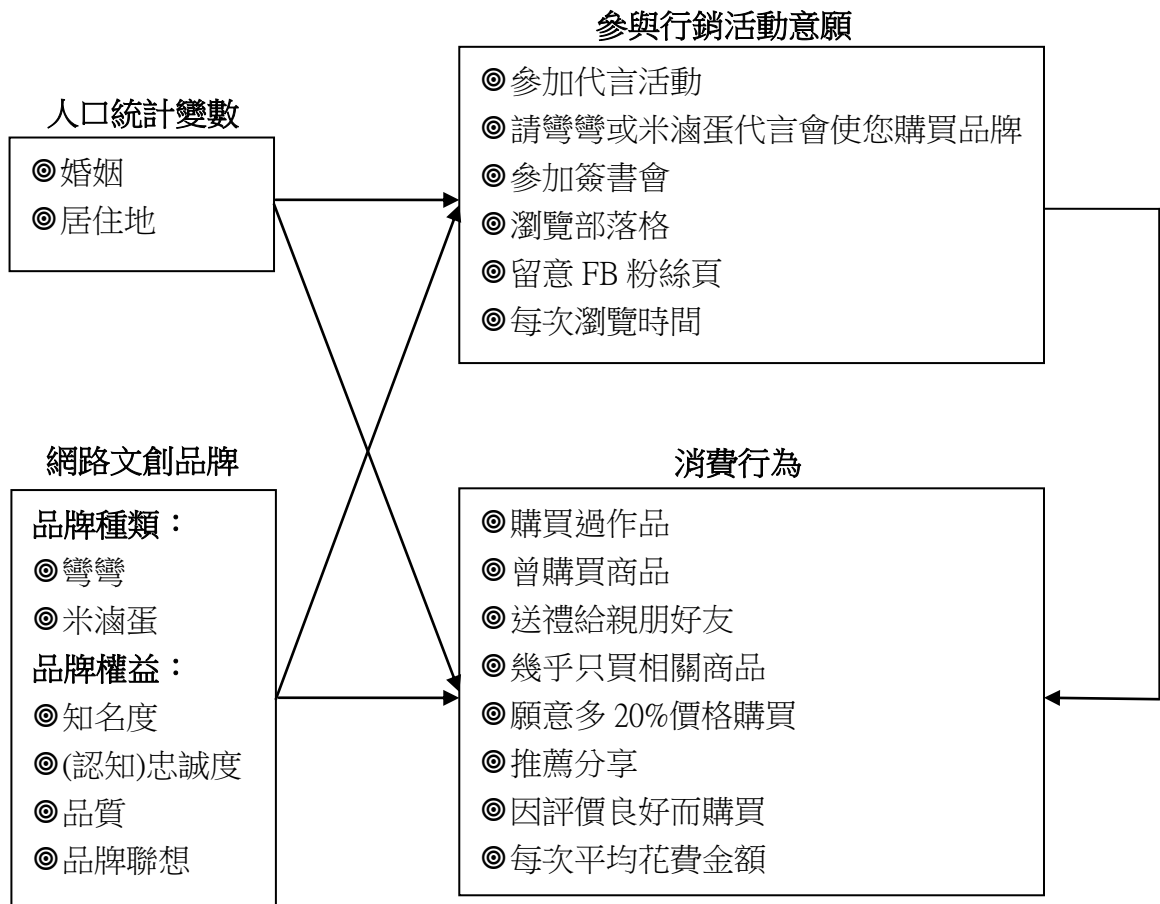 人口統計變數
◎婚姻
◎居住地
參與行銷活動意願
◎參加代言活動
◎請彎彎或米滷蛋代言會使您購買品牌
◎參加簽書會
◎瀏覽部落格
◎留意 FB 粉絲頁
◎每次瀏覽時間
網路文創品牌
品牌種類：
◎彎彎
◎米滷蛋
品牌權益：
◎知名度
◎(認知)忠誠度
◎品質
◎品牌聯想
消費行為
◎購買過作品
◎曾購買商品
◎送禮給親朋好友
◎幾乎只買相關商品
◎願意多 20%價格購買
◎推薦分享
◎因評價良好而購買
◎每次平均花費金額